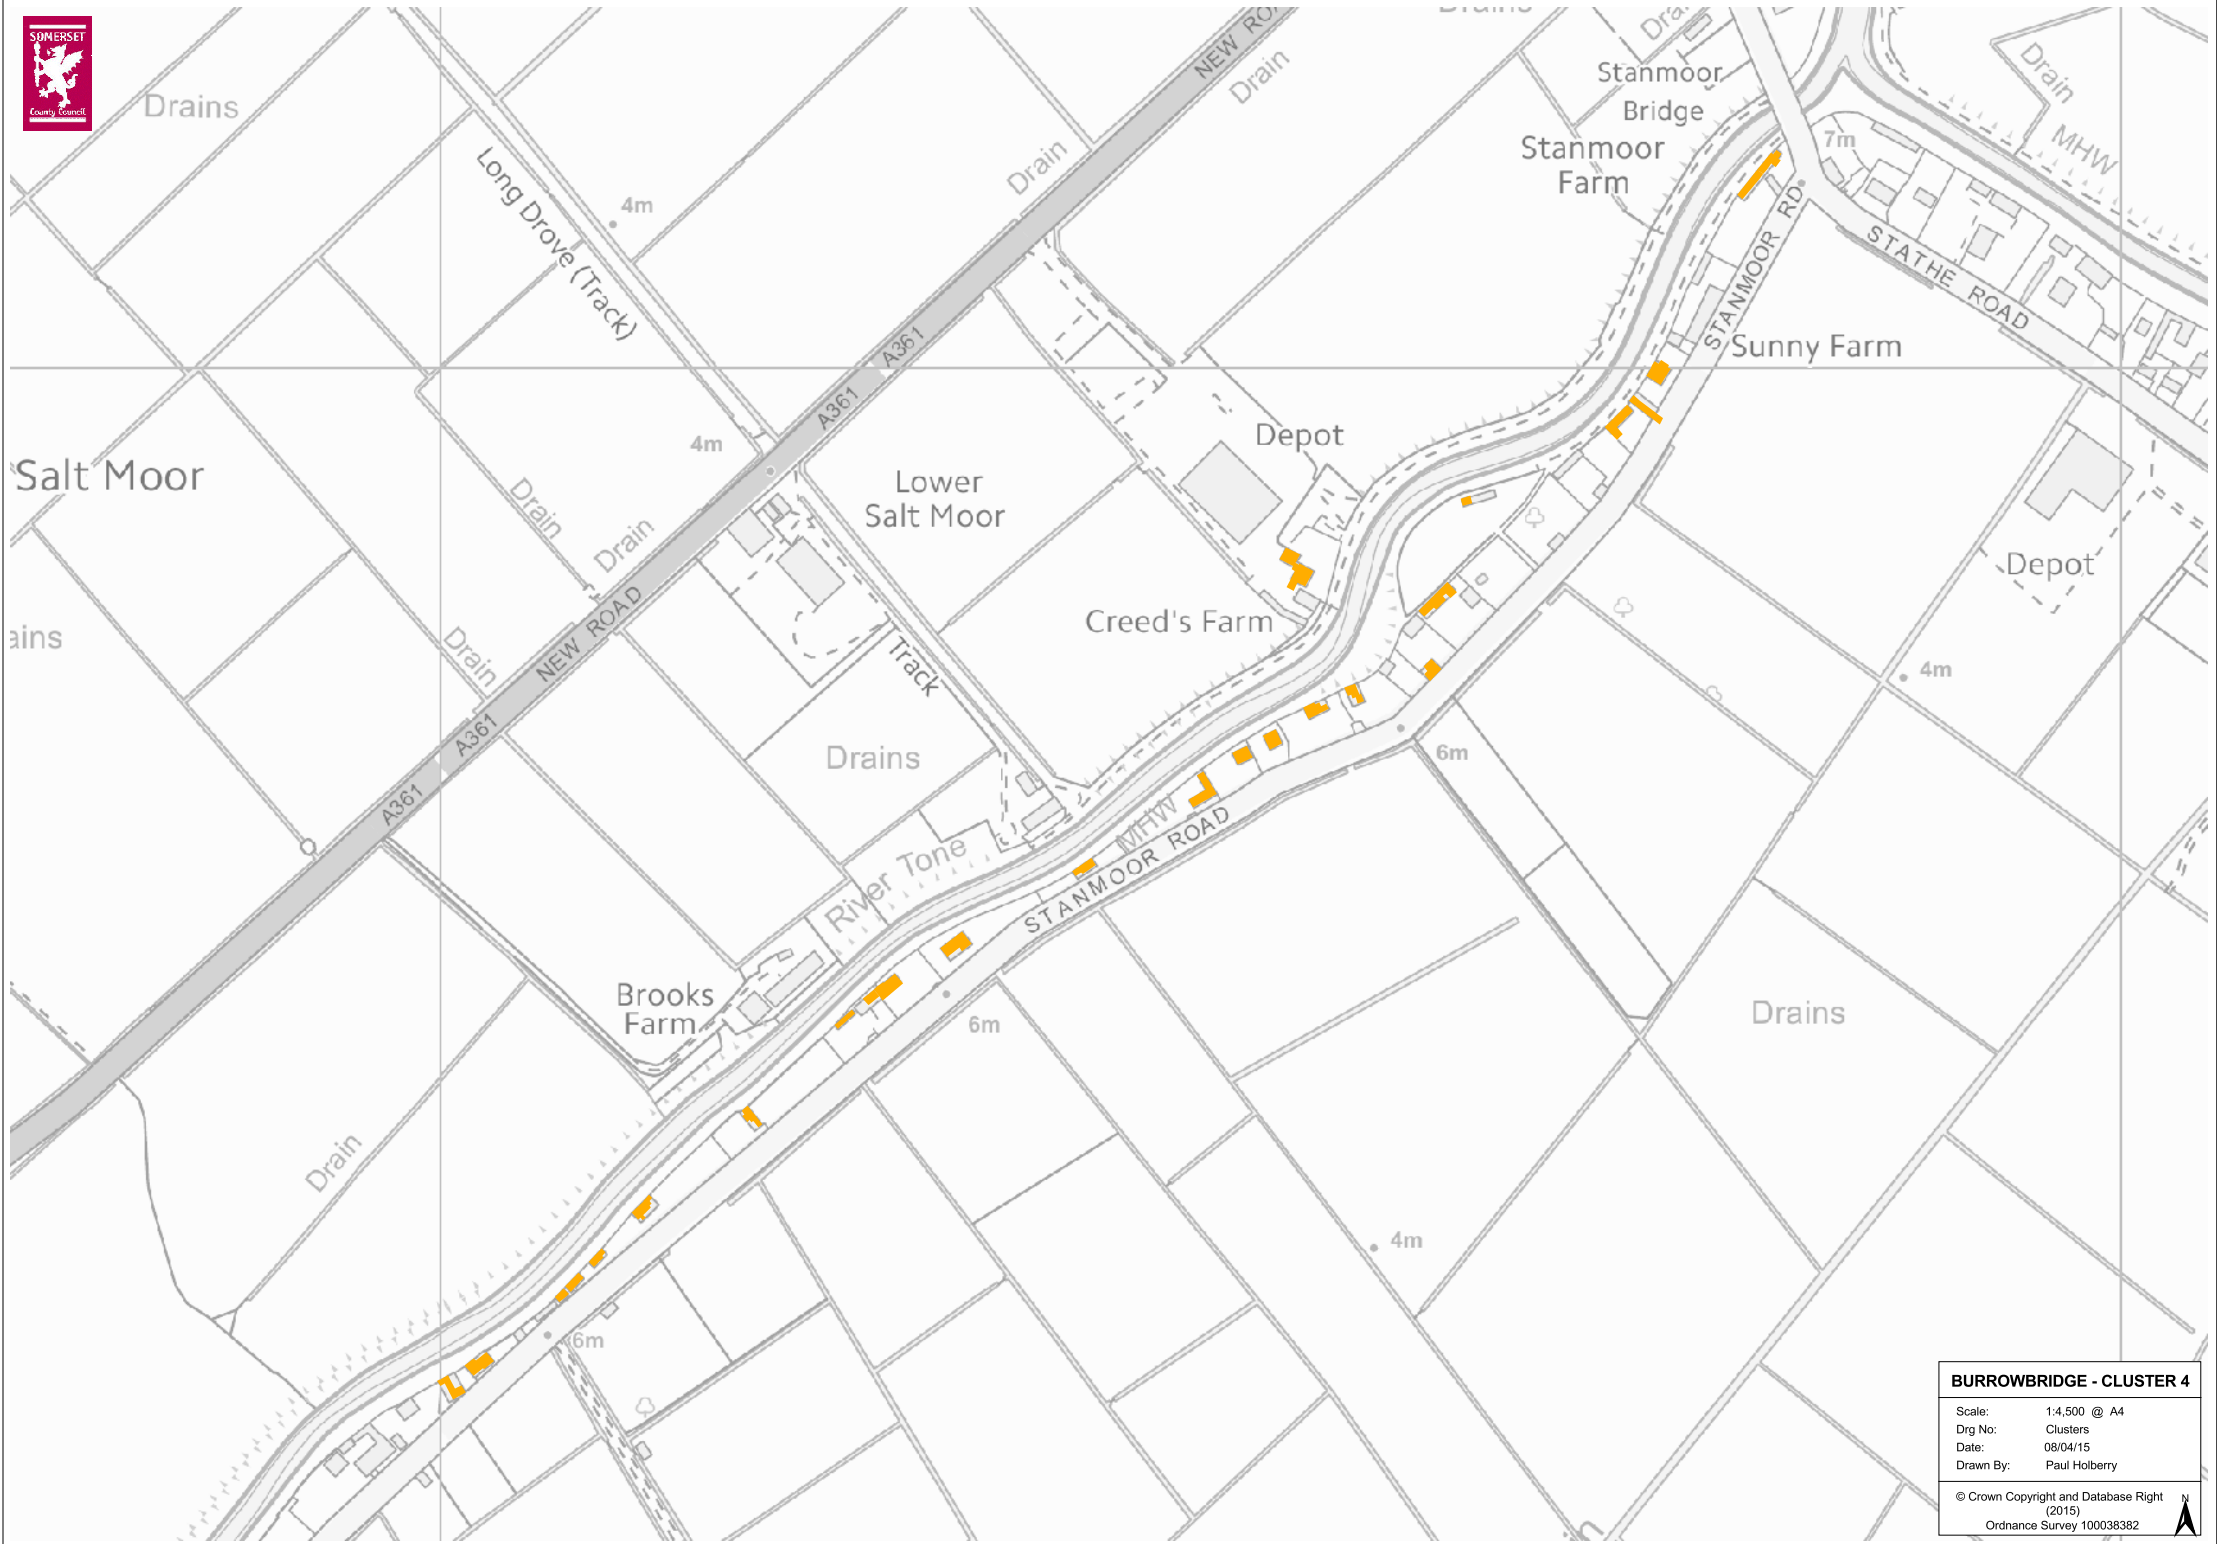 SOMERSET
County Council
Drains
Long Drove (Track)
4m
Drain
NEW RO
Drain
Drains
Stanmoor
Bridge
Stanmoor
Farm
Drain
MHW
7m
STANMOOR RD
STATHE ROAD
Sunny Farm
A361
A361
4m
Salt Moor
Drain
Drain
Lower
Salt Moor
Depot
Depot
Creed's Farm
NEW ROAD
Drain
Track
4m
A361
A361
Drains
6m
MHW
STANMOOR ROAD
River Tone
Brooks
Farm
6m
Drains
Drain
4m
6m
BURROWBRIDGE - CLUSTER 4
Scale: 1:4,500 @ A4
Drg No: Clusters
Date: 08/04/15
Drawn By: Paul Holberry
© Crown Copyright and Database Right
(2015)
Ordnance Survey 100038382
N